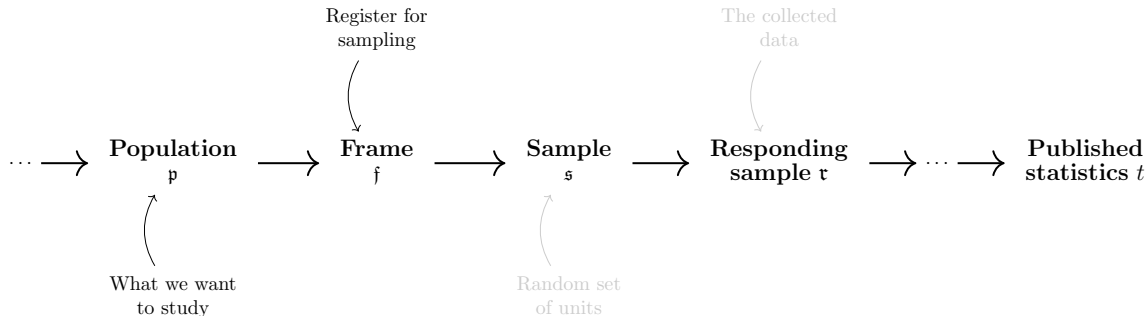 Register for
sampling
The collected
data
... Population
𝔭
Frame
𝔣
Sample
𝔰
Responding
sample 𝔯
...
Published
statistics t
What we want
to study
Random set
of units